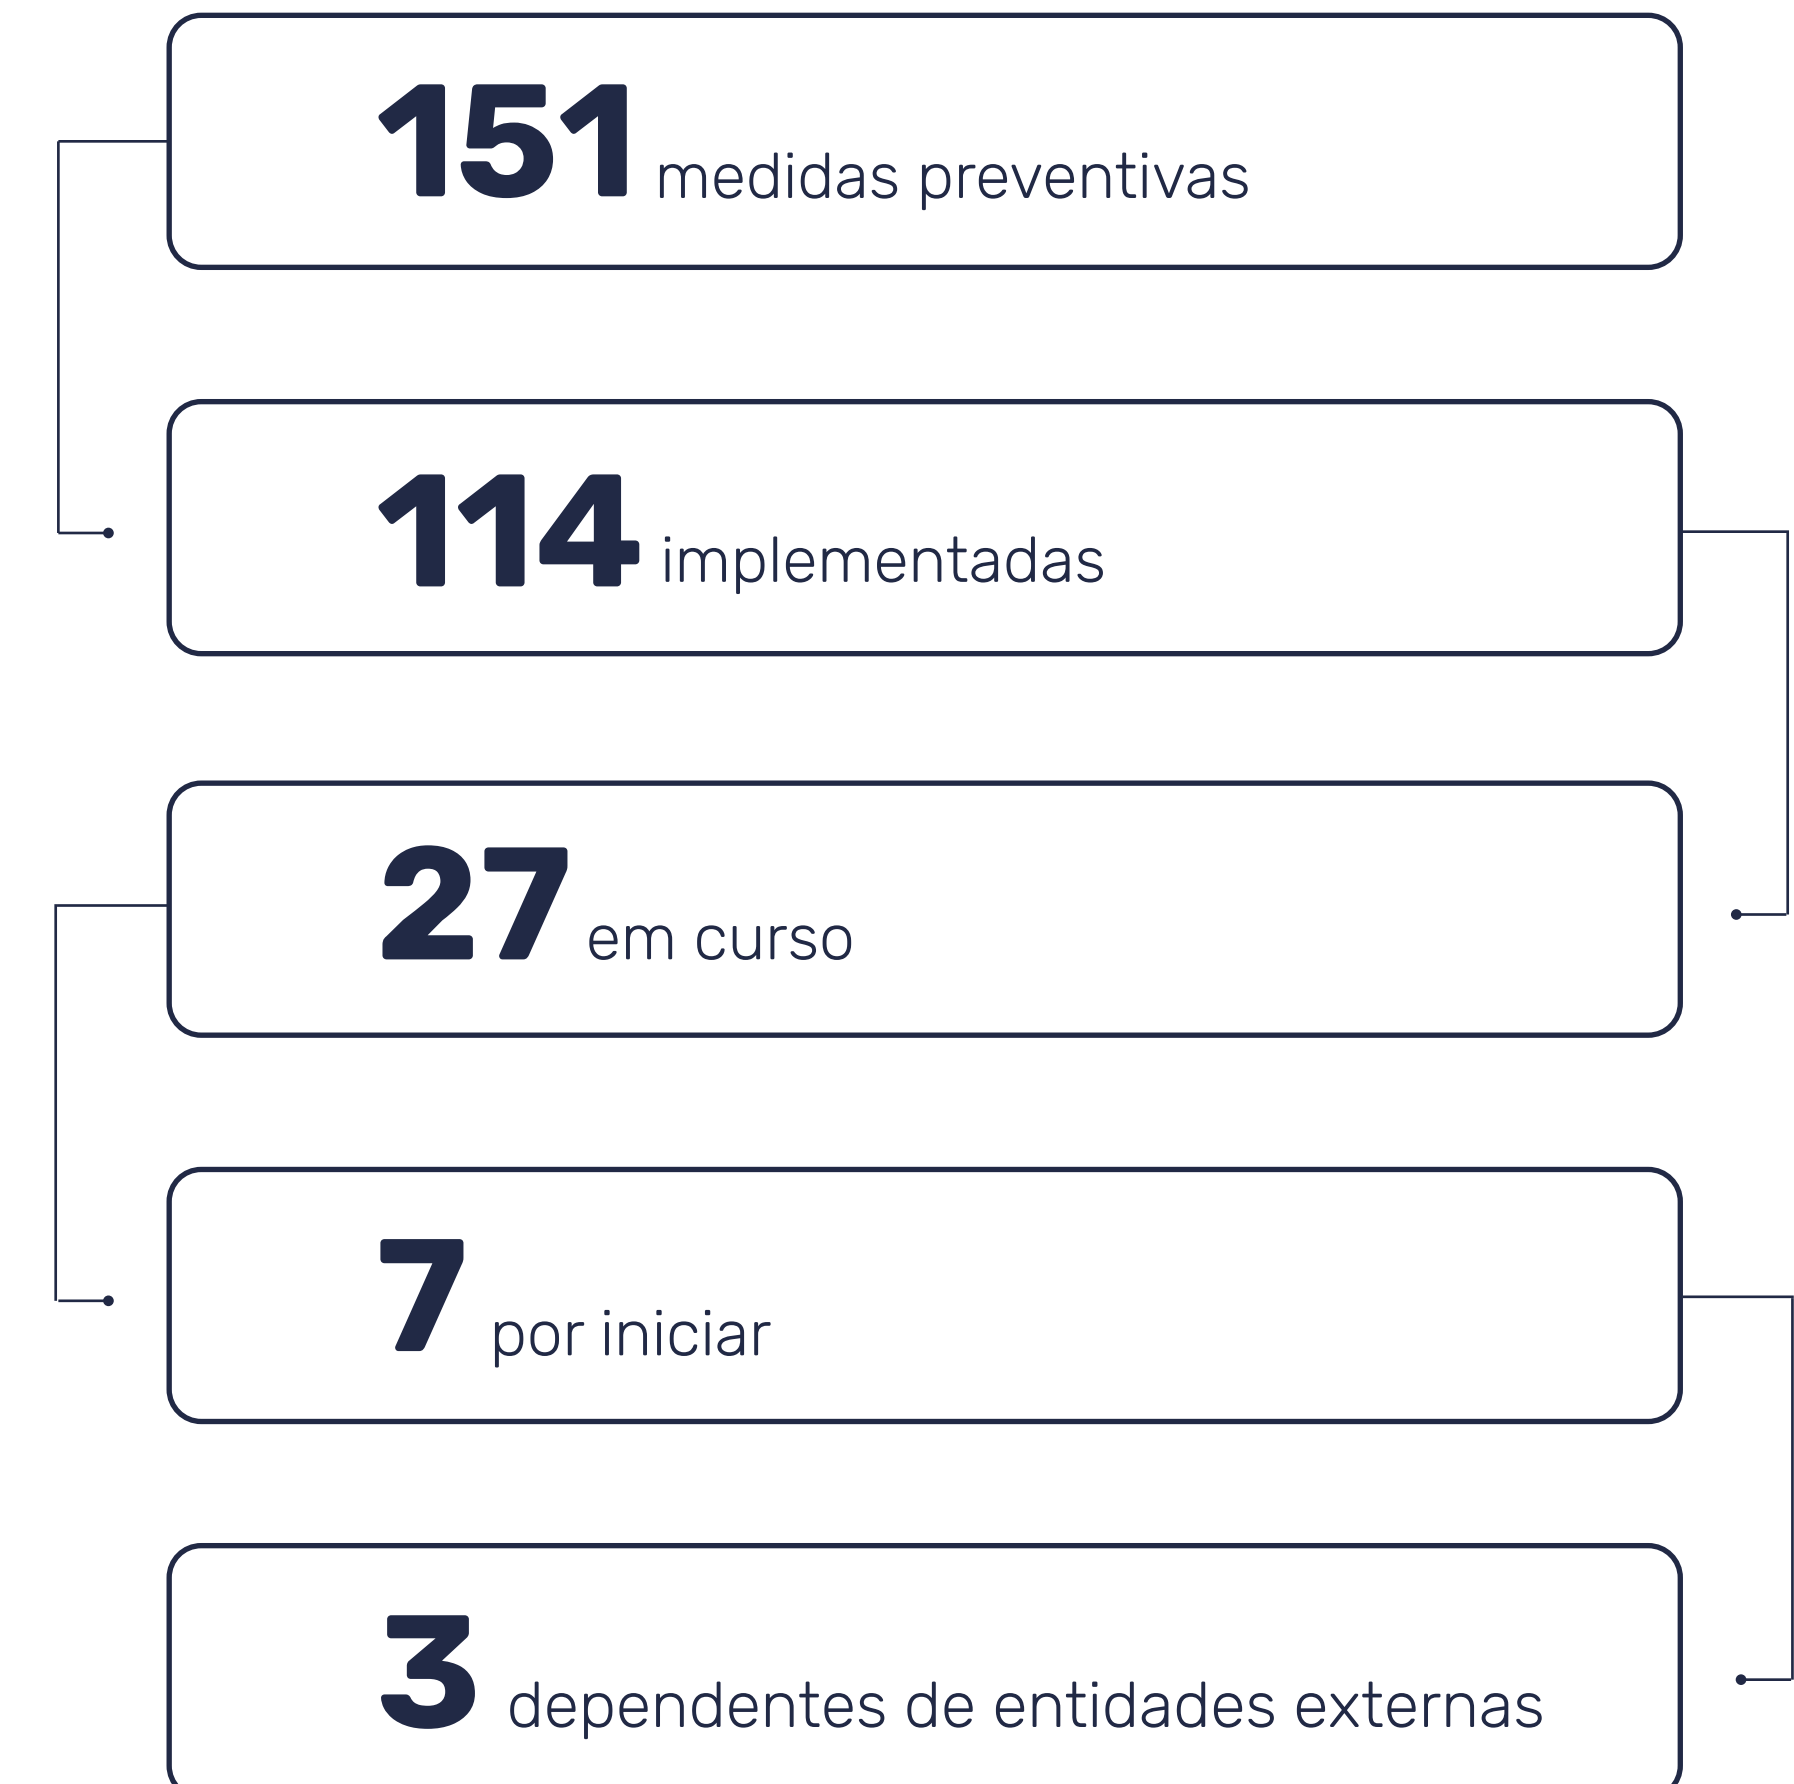 151 medidas preventivas
114 implementadas
27 em curso
7 por iniciar
3 dependentes de entidades externas